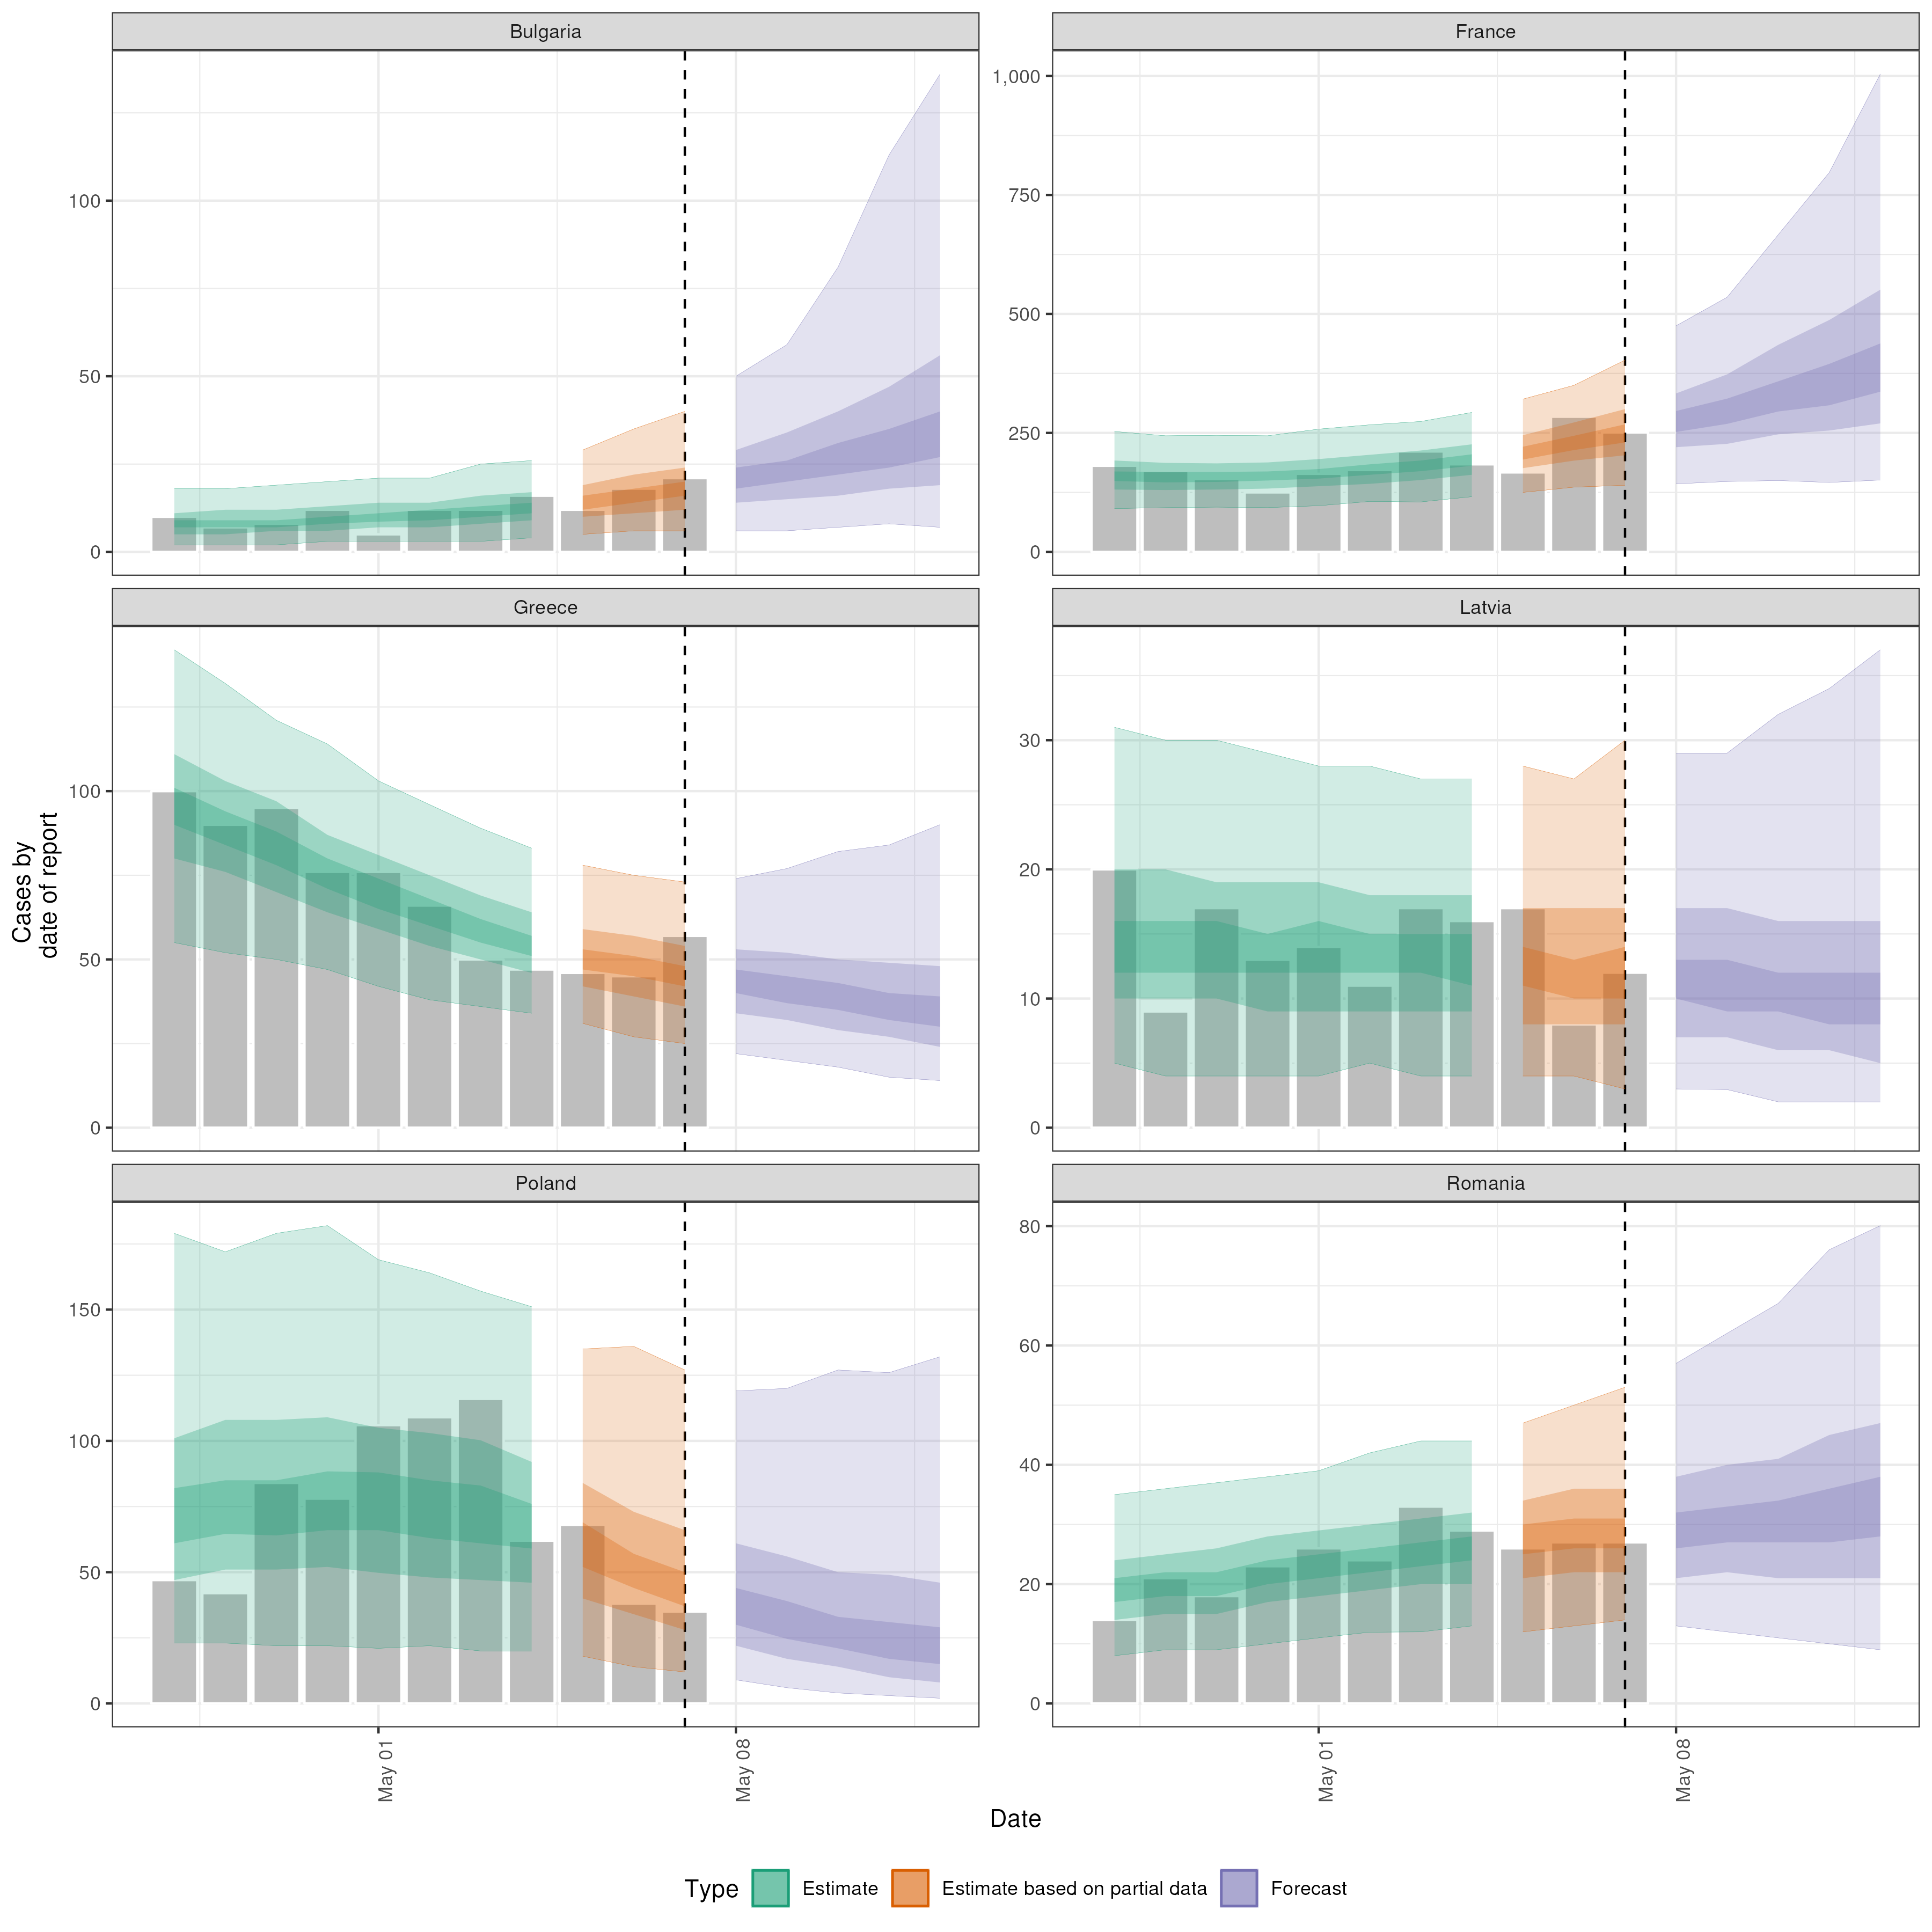 Bulgaria
France
0
50
100
0
250
500
750
1,000
Greece
Latvia
0
50
100
0
10
20
30
Poland
Romania
0
50
100
150
0
20
40
60
80
May 01
May 08
May 01
May 08
Cases by
date of report
Date
Type
Estimate
Estimate based on partial data
Forecast